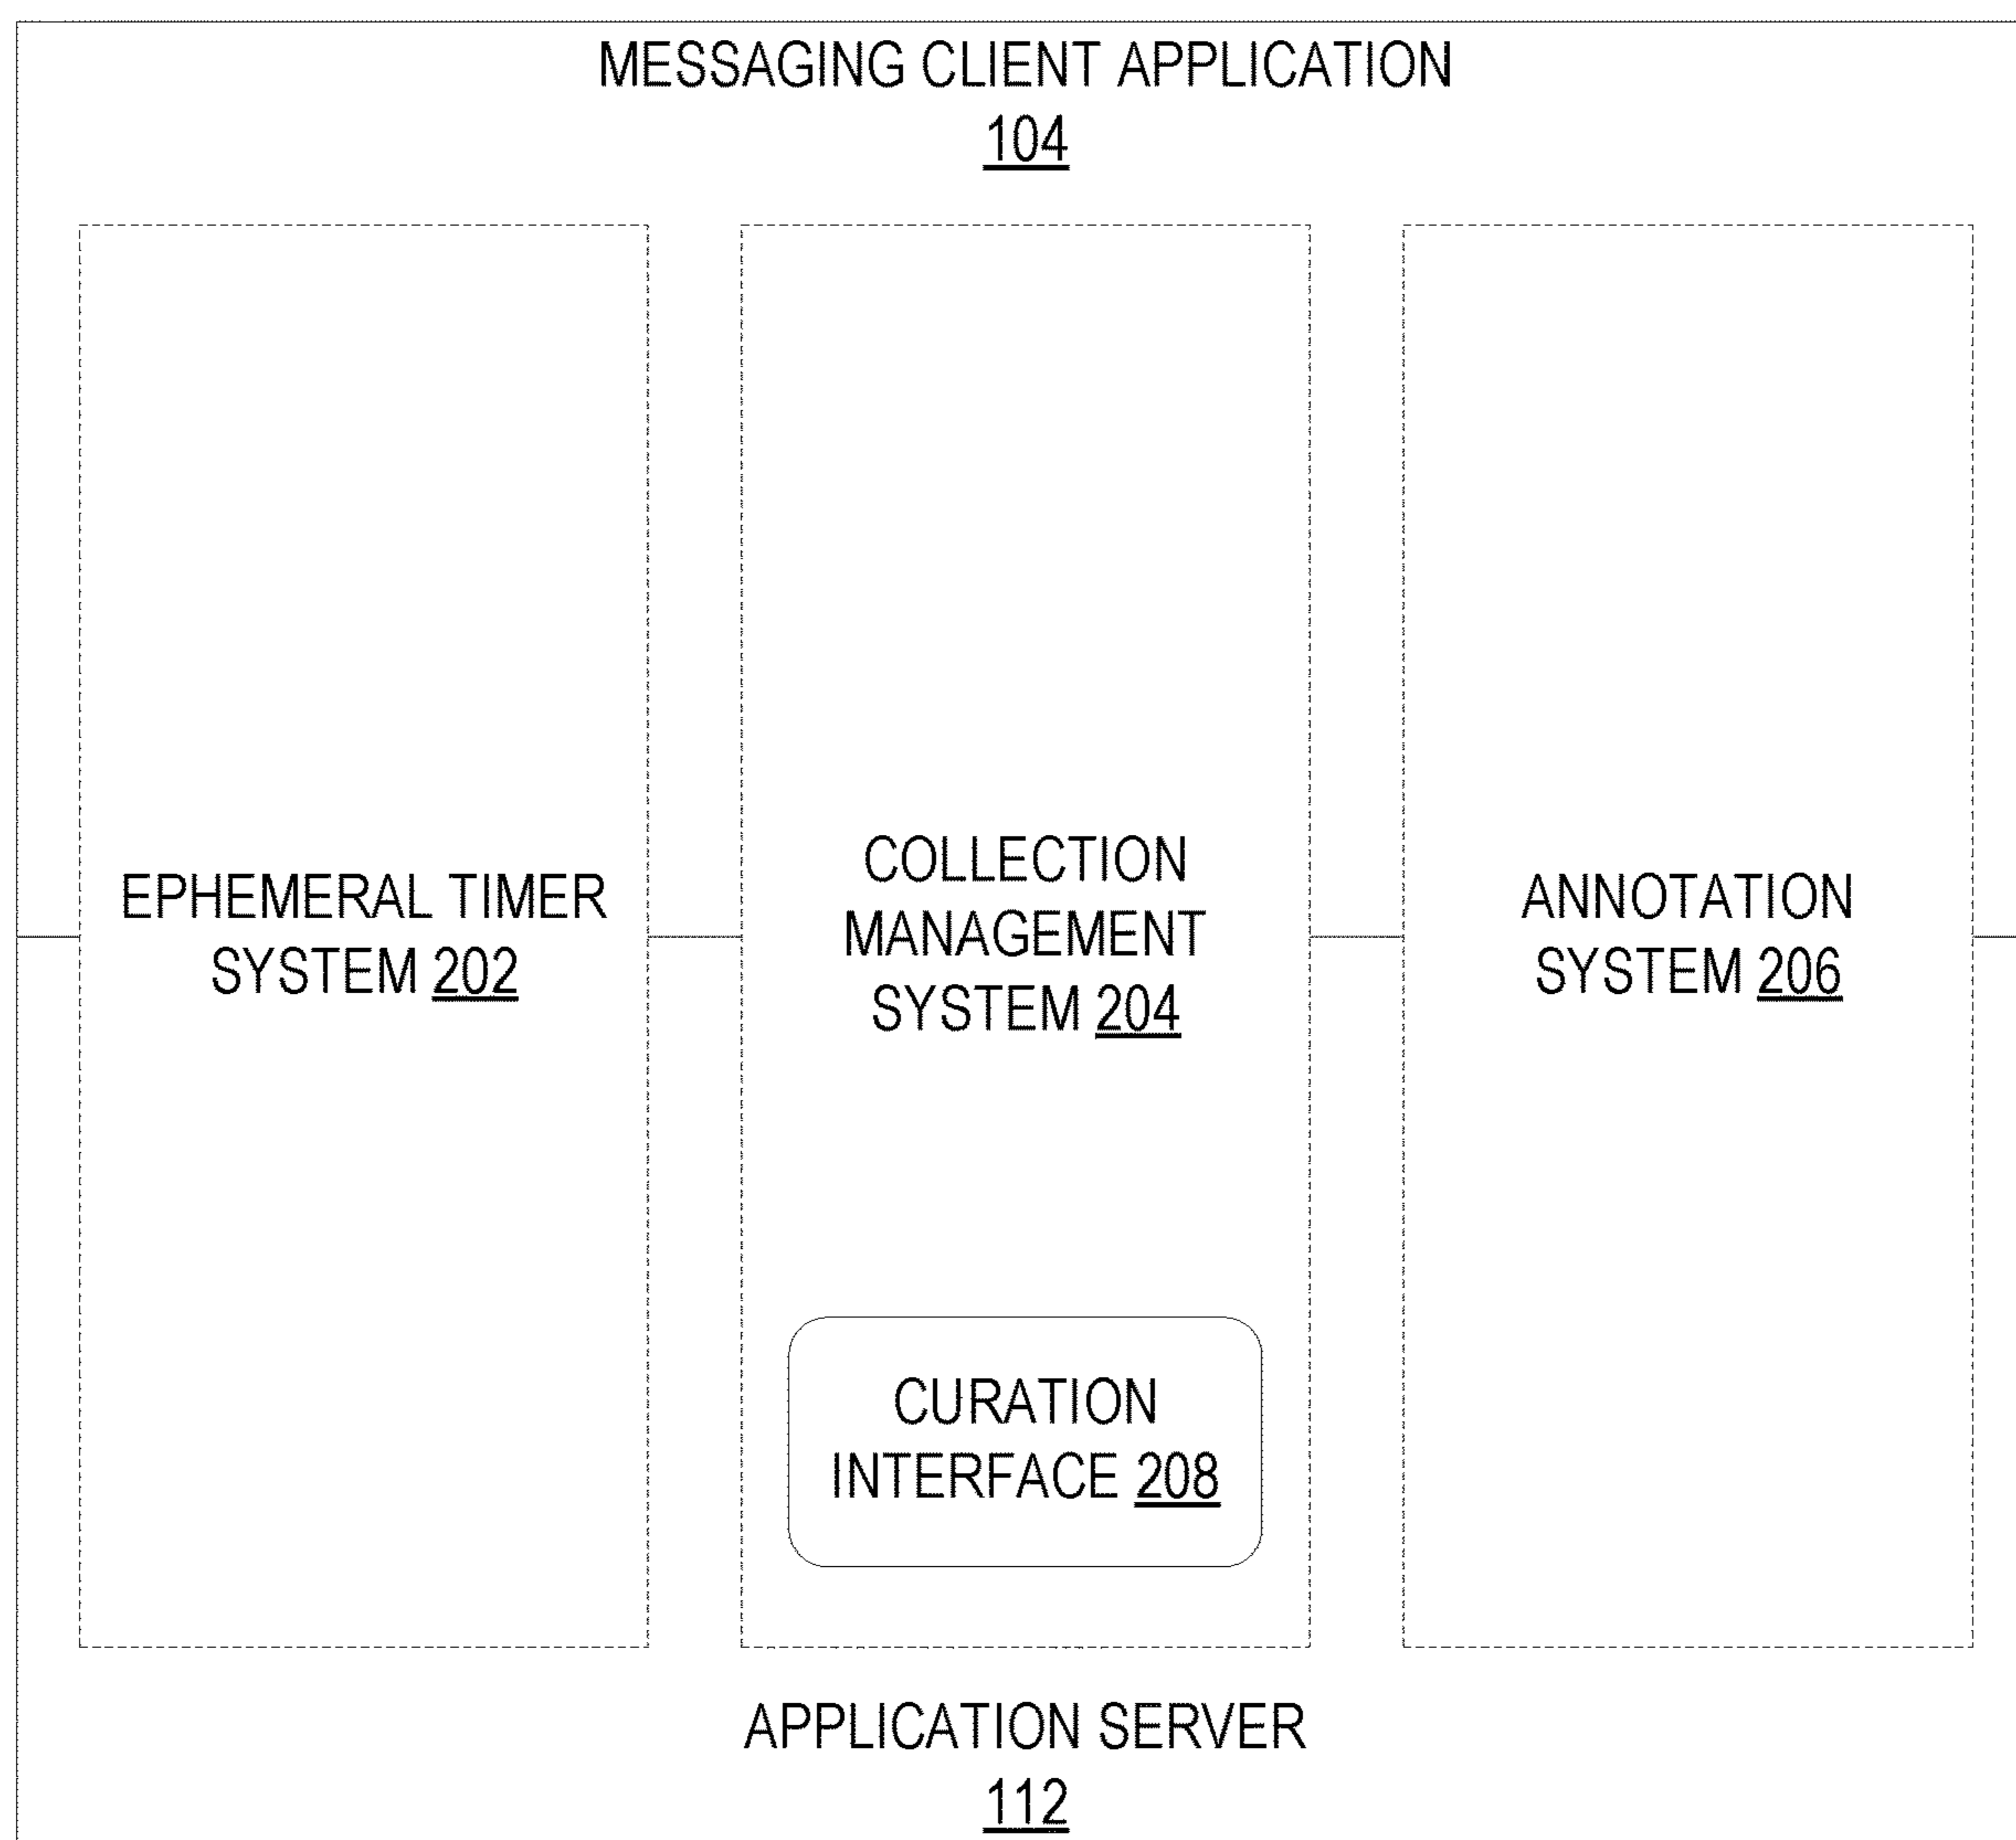 MESSAGING CLIENT APPLICATION
104
EPHEMERAL TIMER
SYSTEM 202
COLLECTION
MANAGEMENT
SYSTEM 204
CURATION
INTERFACE 208
ANNOTATION
SYSTEM 206
APPLICATION SERVER
112